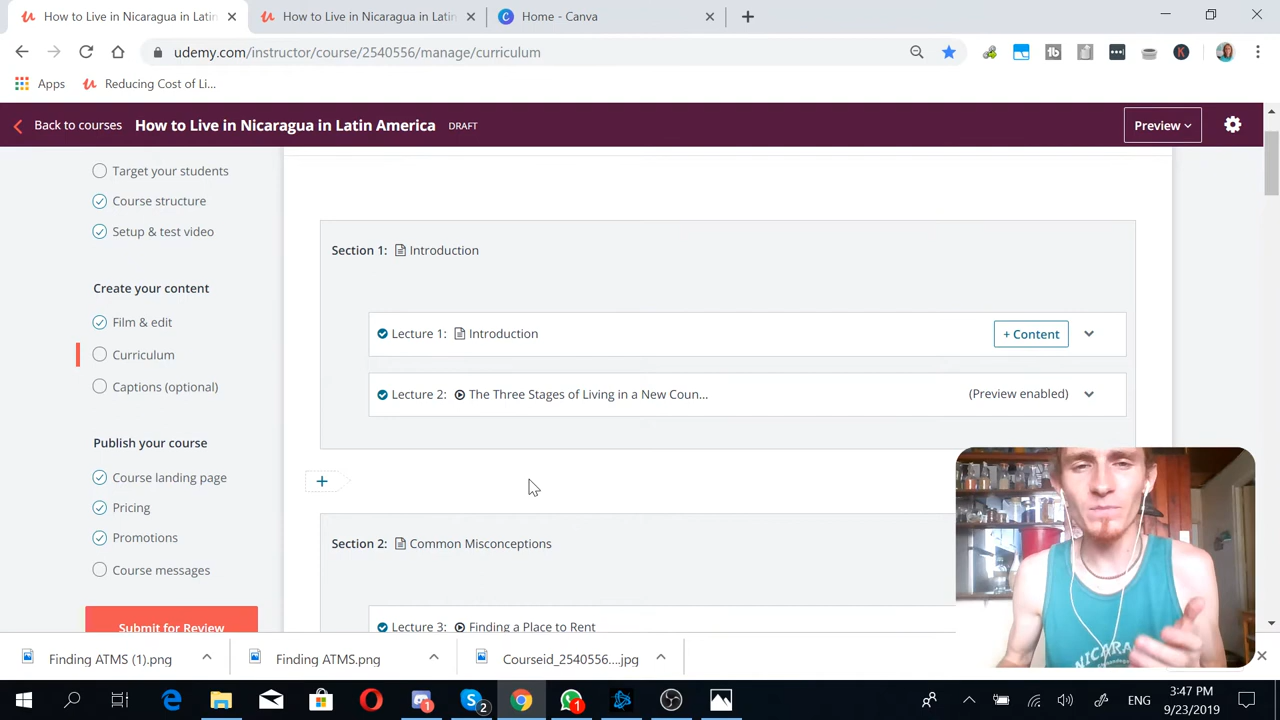 How to Live in Nicaragua in Latin
How to Live in Nicaragua in Latin
Home - Canva
udemy.com/instructor/course/2540556/manage/curriculum
Apps
Reducing Cost of Li...
Back to courses
How to Live in Nicaragua in Latin America
DRAFT
Preview
Target your students
Course structure
Setup & test video
Create your content
Film & edit
Curriculum
Captions (optional)
Publish your course
Course landing page
Pricing
Promotions
Course messages
Submit for Review
Section 1: Introduction
Lecture 1: Introduction
+ Content
Lecture 2: The Three Stages of Living in a New Coun...
(Preview enabled)
Section 2: Common Misconceptions
Lecture 3: Finding a Place to Rent
Finding ATMS (1).png
Finding ATMS.png
Courseid_2540556....jpg
ENG
3:47 PM
9/23/2019